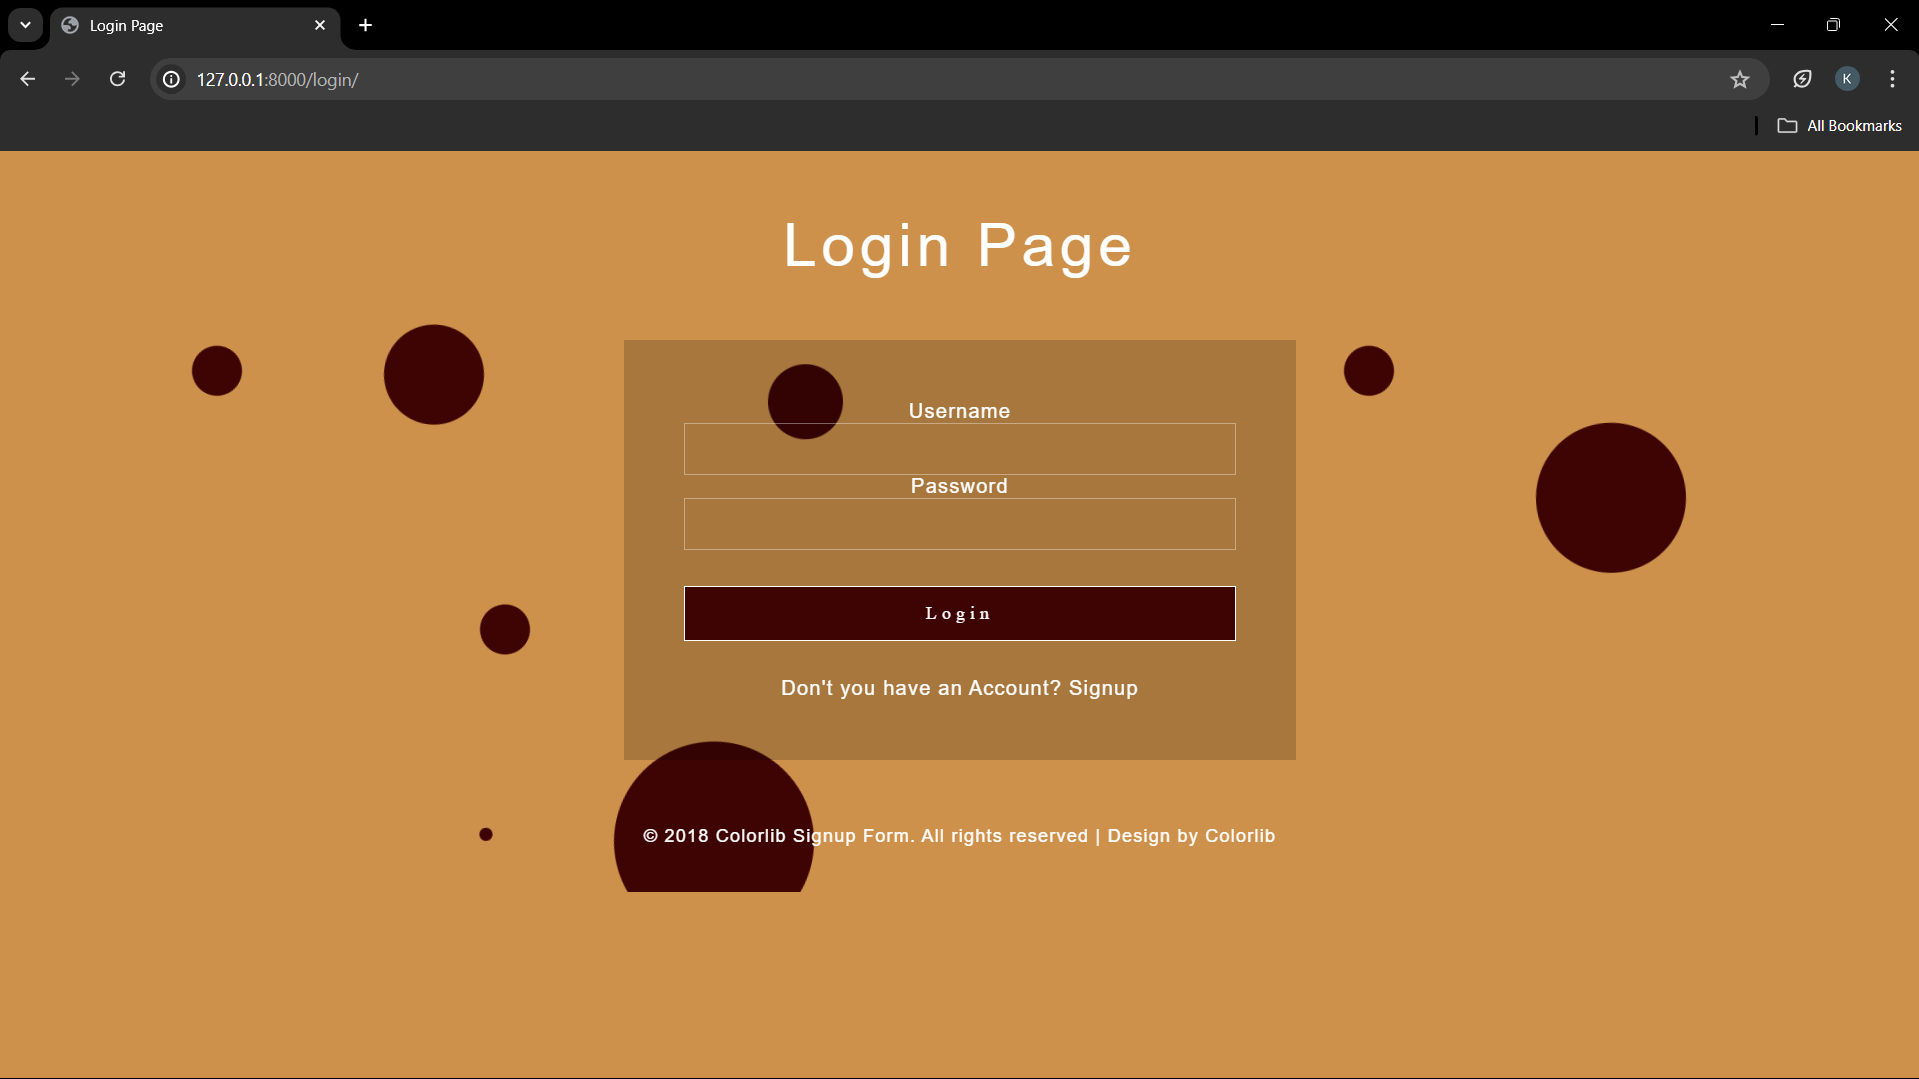 Login Page
127.0.0.1:8000/login/
K
All Bookmarks
Login Page
Username
Password
Login
Don't you have an Account? Signup
© 2018 Colorlib Signup Form. All rights reserved | Design by Colorlib